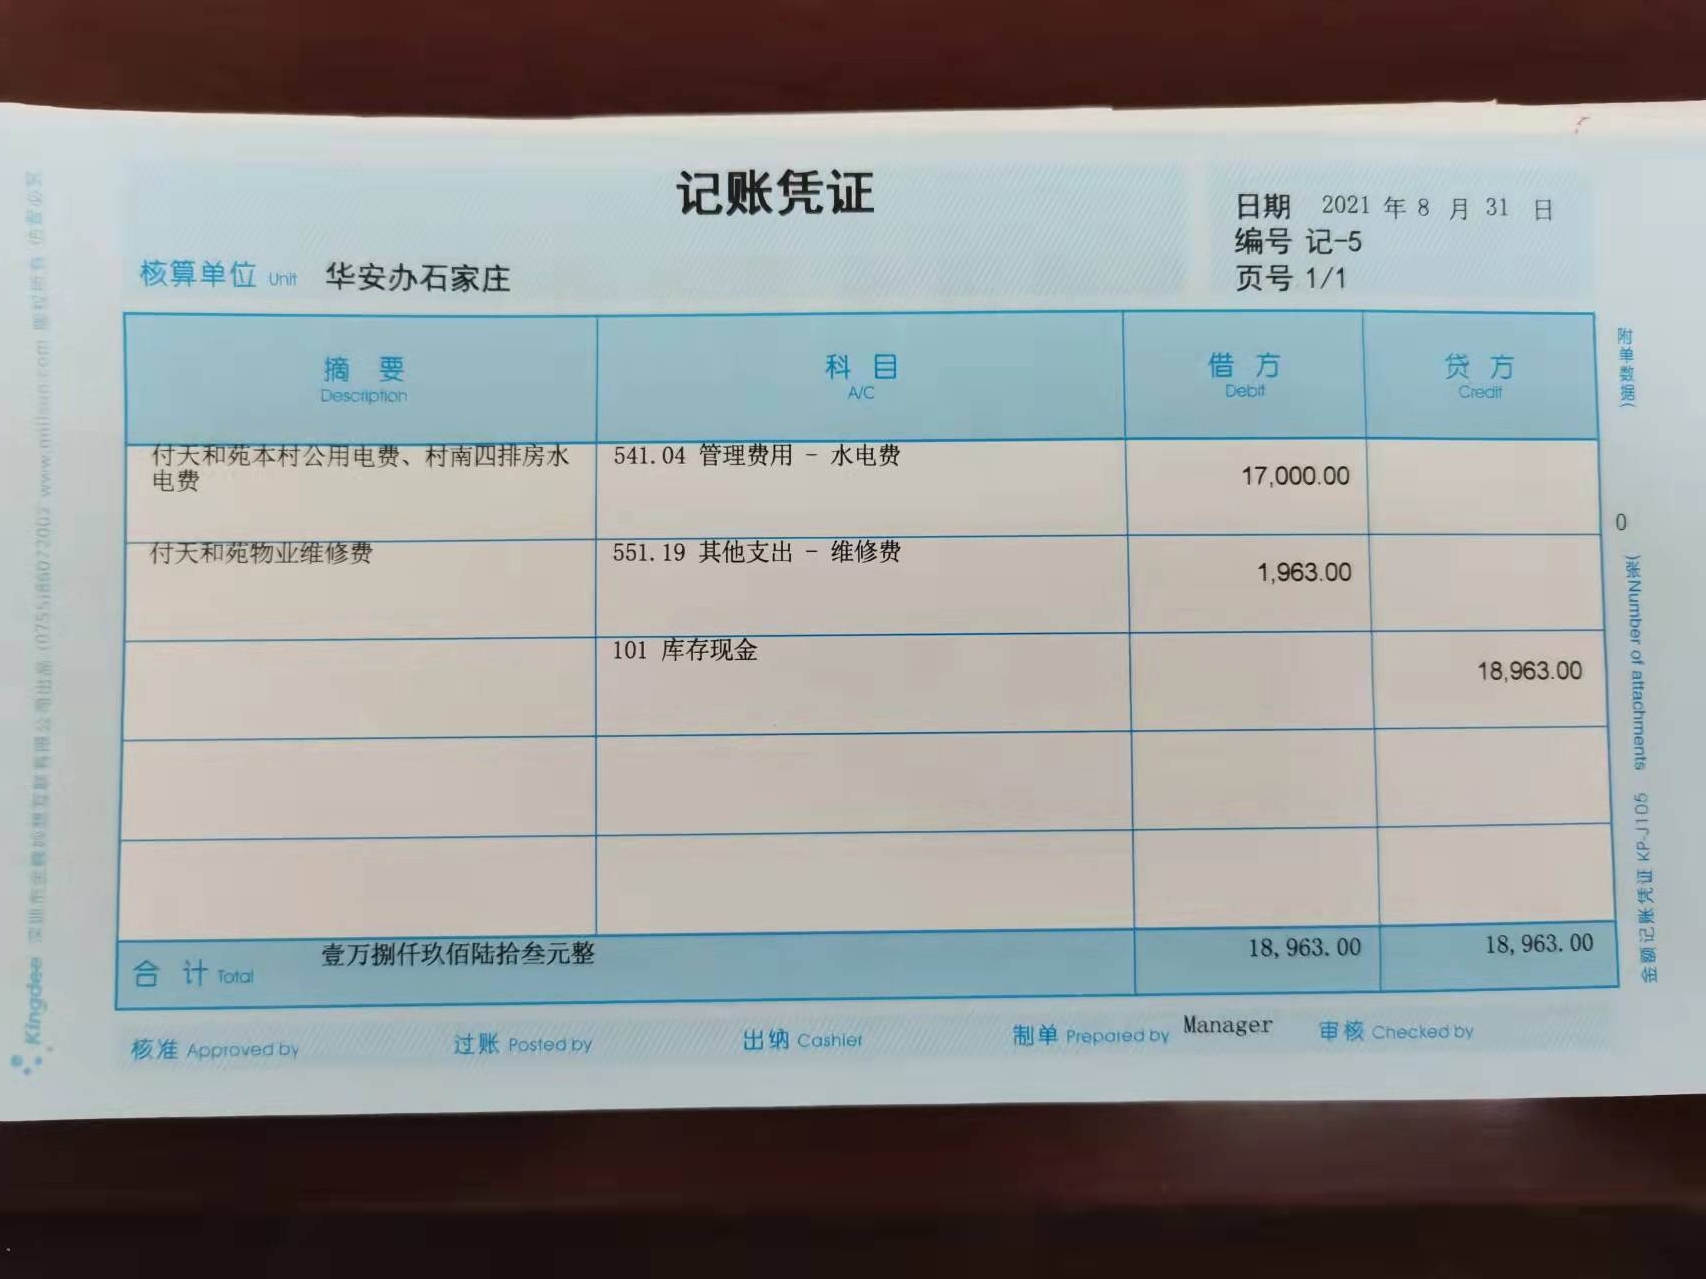 记账凭证
日期 2021 年 8 月 31 日
编号 记-5
页号 1/1
核算单位 Unit 华安办石家庄
摘 要 科 目 借 方 贷 方
Description A/C Debit Credit
付天和苑本村公用电费、村南四排房水 541.04 管理费用 - 水电费
电费 17,000.00
付天和苑物业维修费 551.19 其他支出 - 维修费
1,963.00
101 库存现金
18,963.00
合 计 Total 壹万捌仟玖佰陆拾叁元整 18,963.00 18,963.00
核准 Approved by 过账 Posted by 出纳 Cashier 制单 Prepared by Manager 审核 Checked by
附单数据(
0
)张Number of attachments
金额记账凭证 KP-J105
Kingdee